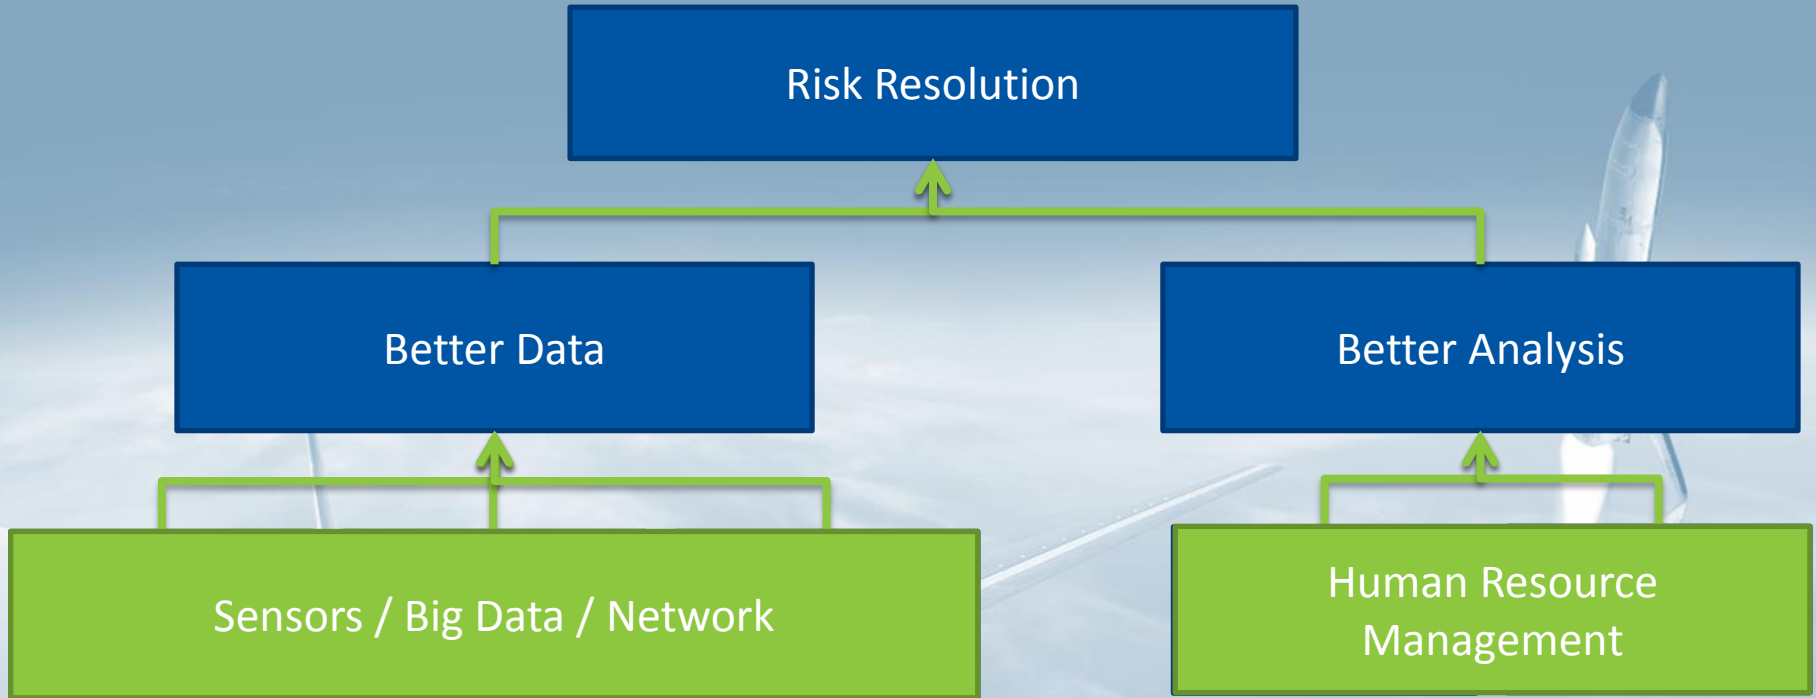 Risk Resolution
Better Data
Better Analysis
Sensors / Big Data / Network
Human Resource
Management